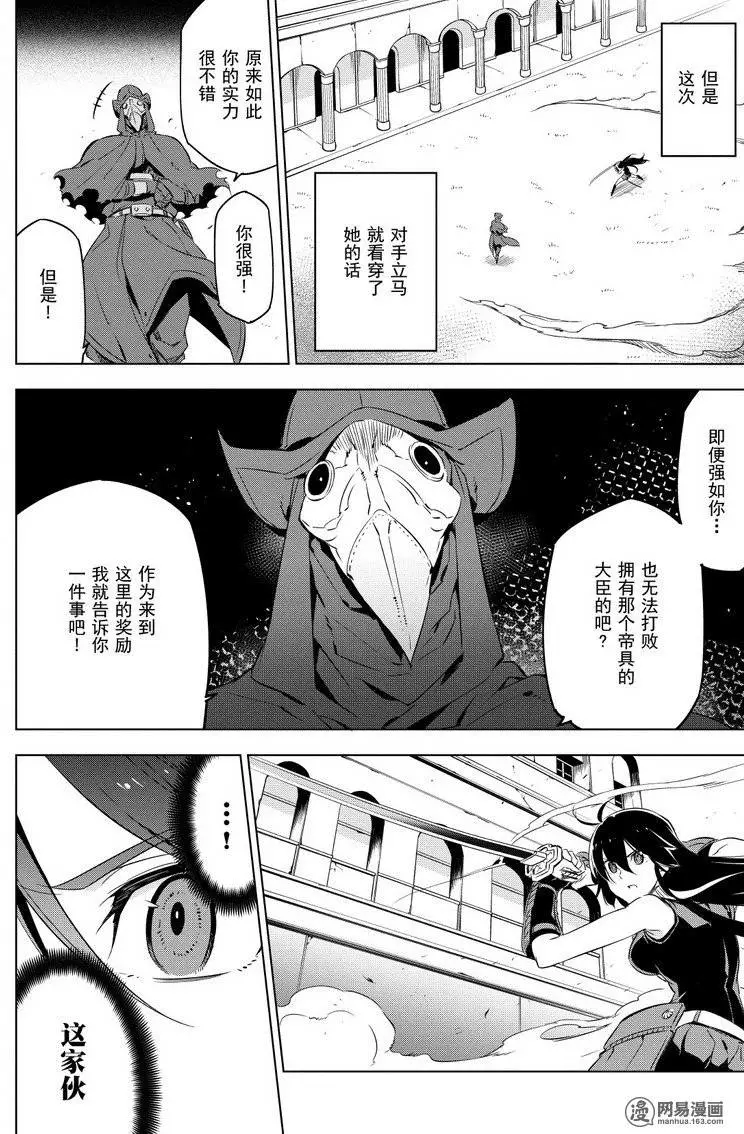 但是
这次
对手立马
就看穿了
她的话
原来如此
你的实力
很不错
你很强！
但是！
即便强如你…
也无法打败
拥有那个帝具的
大臣的吧？
作为来到
这里的奖励
我就告诉你
一件事吧！
…！
这家伙
漫 网易漫画
manhua.163.com